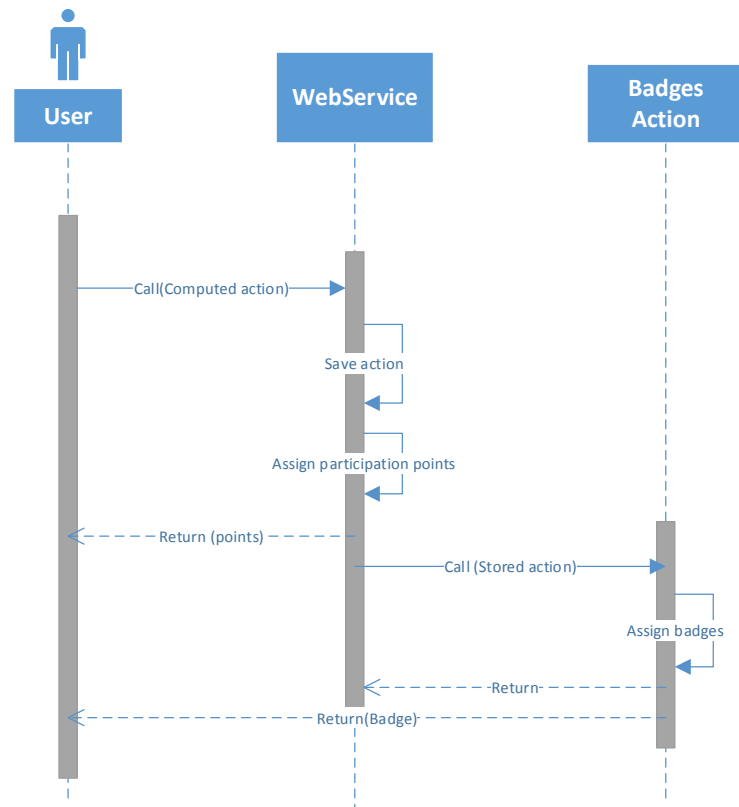 User
WebService
Badges
Action
Call(Computed action)
Save action
Assign participation points
Return (points)
Call (Stored action)
Assign badges
Return
Return(Badge)